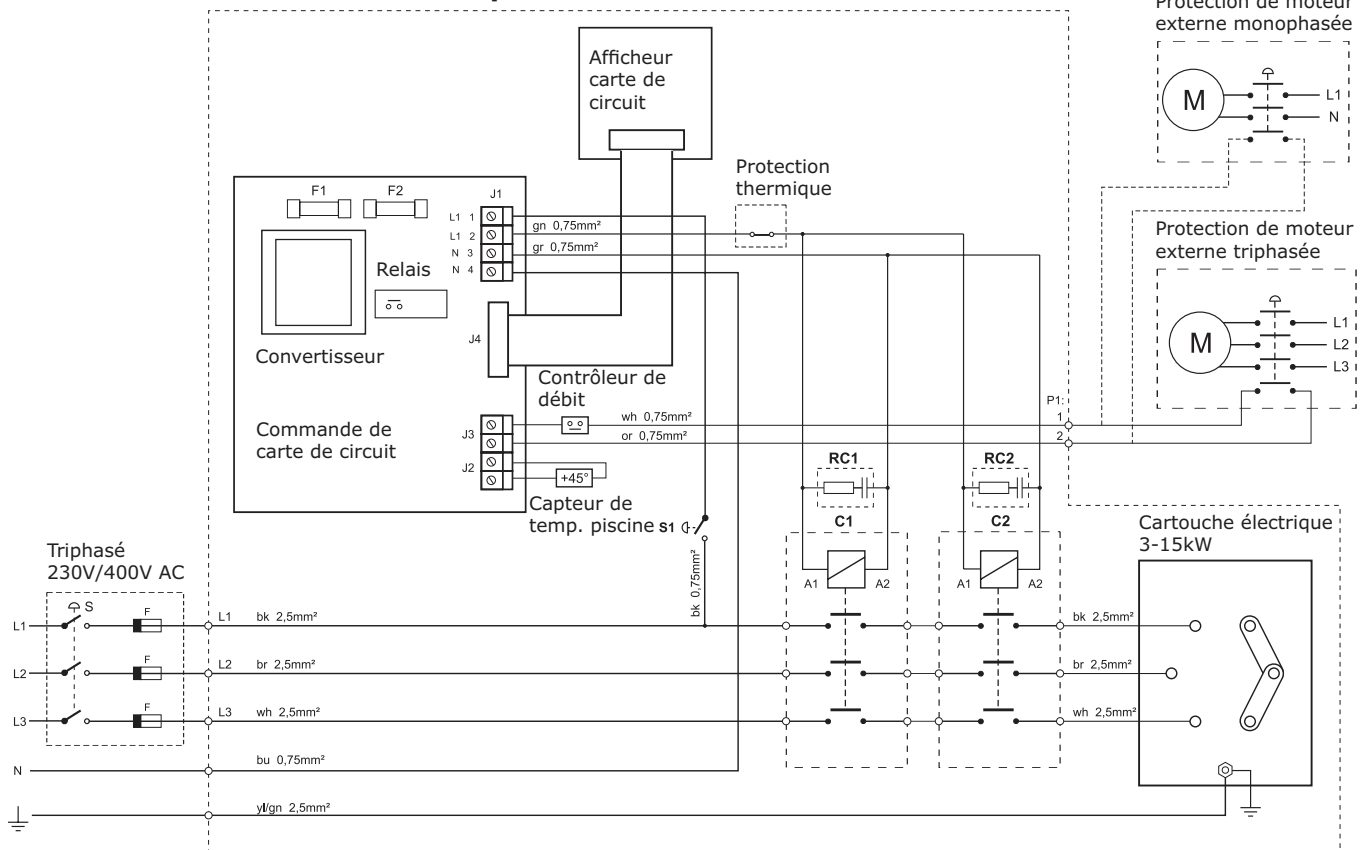 Protection de moteur
externe monophasée
M
L1
N
Afficheur
carte de
circuit
Protection
thermique
F1 F2 J1
L1 1
L1 2
N 3
N 4
gn 0,75mm²
gr 0,75mm²
Relais
Convertisseur
J4
Protection de moteur
externe triphasée
M
L1
L2
L3
Contrôleur de
débit
Commande de
carte de circuit
J3
J2
wh 0,75mm²
or 0,75mm²
P1:
1
2
+45°
Capteur de
temp. piscine S1
bk 0,75mm²
RC1 RC2
C1 C2
A1 A2 A1 A2
Cartouche électrique
3-15kW
Triphasé
230V/400V AC
S
L1 F L1 bk 2,5mm² bk 2,5mm²
L2 F L2 br 2,5mm² br 2,5mm²
L3 F L3 wh 2,5mm² wh 2,5mm²
N bu 0,75mm²
yl/gn 2,5mm²